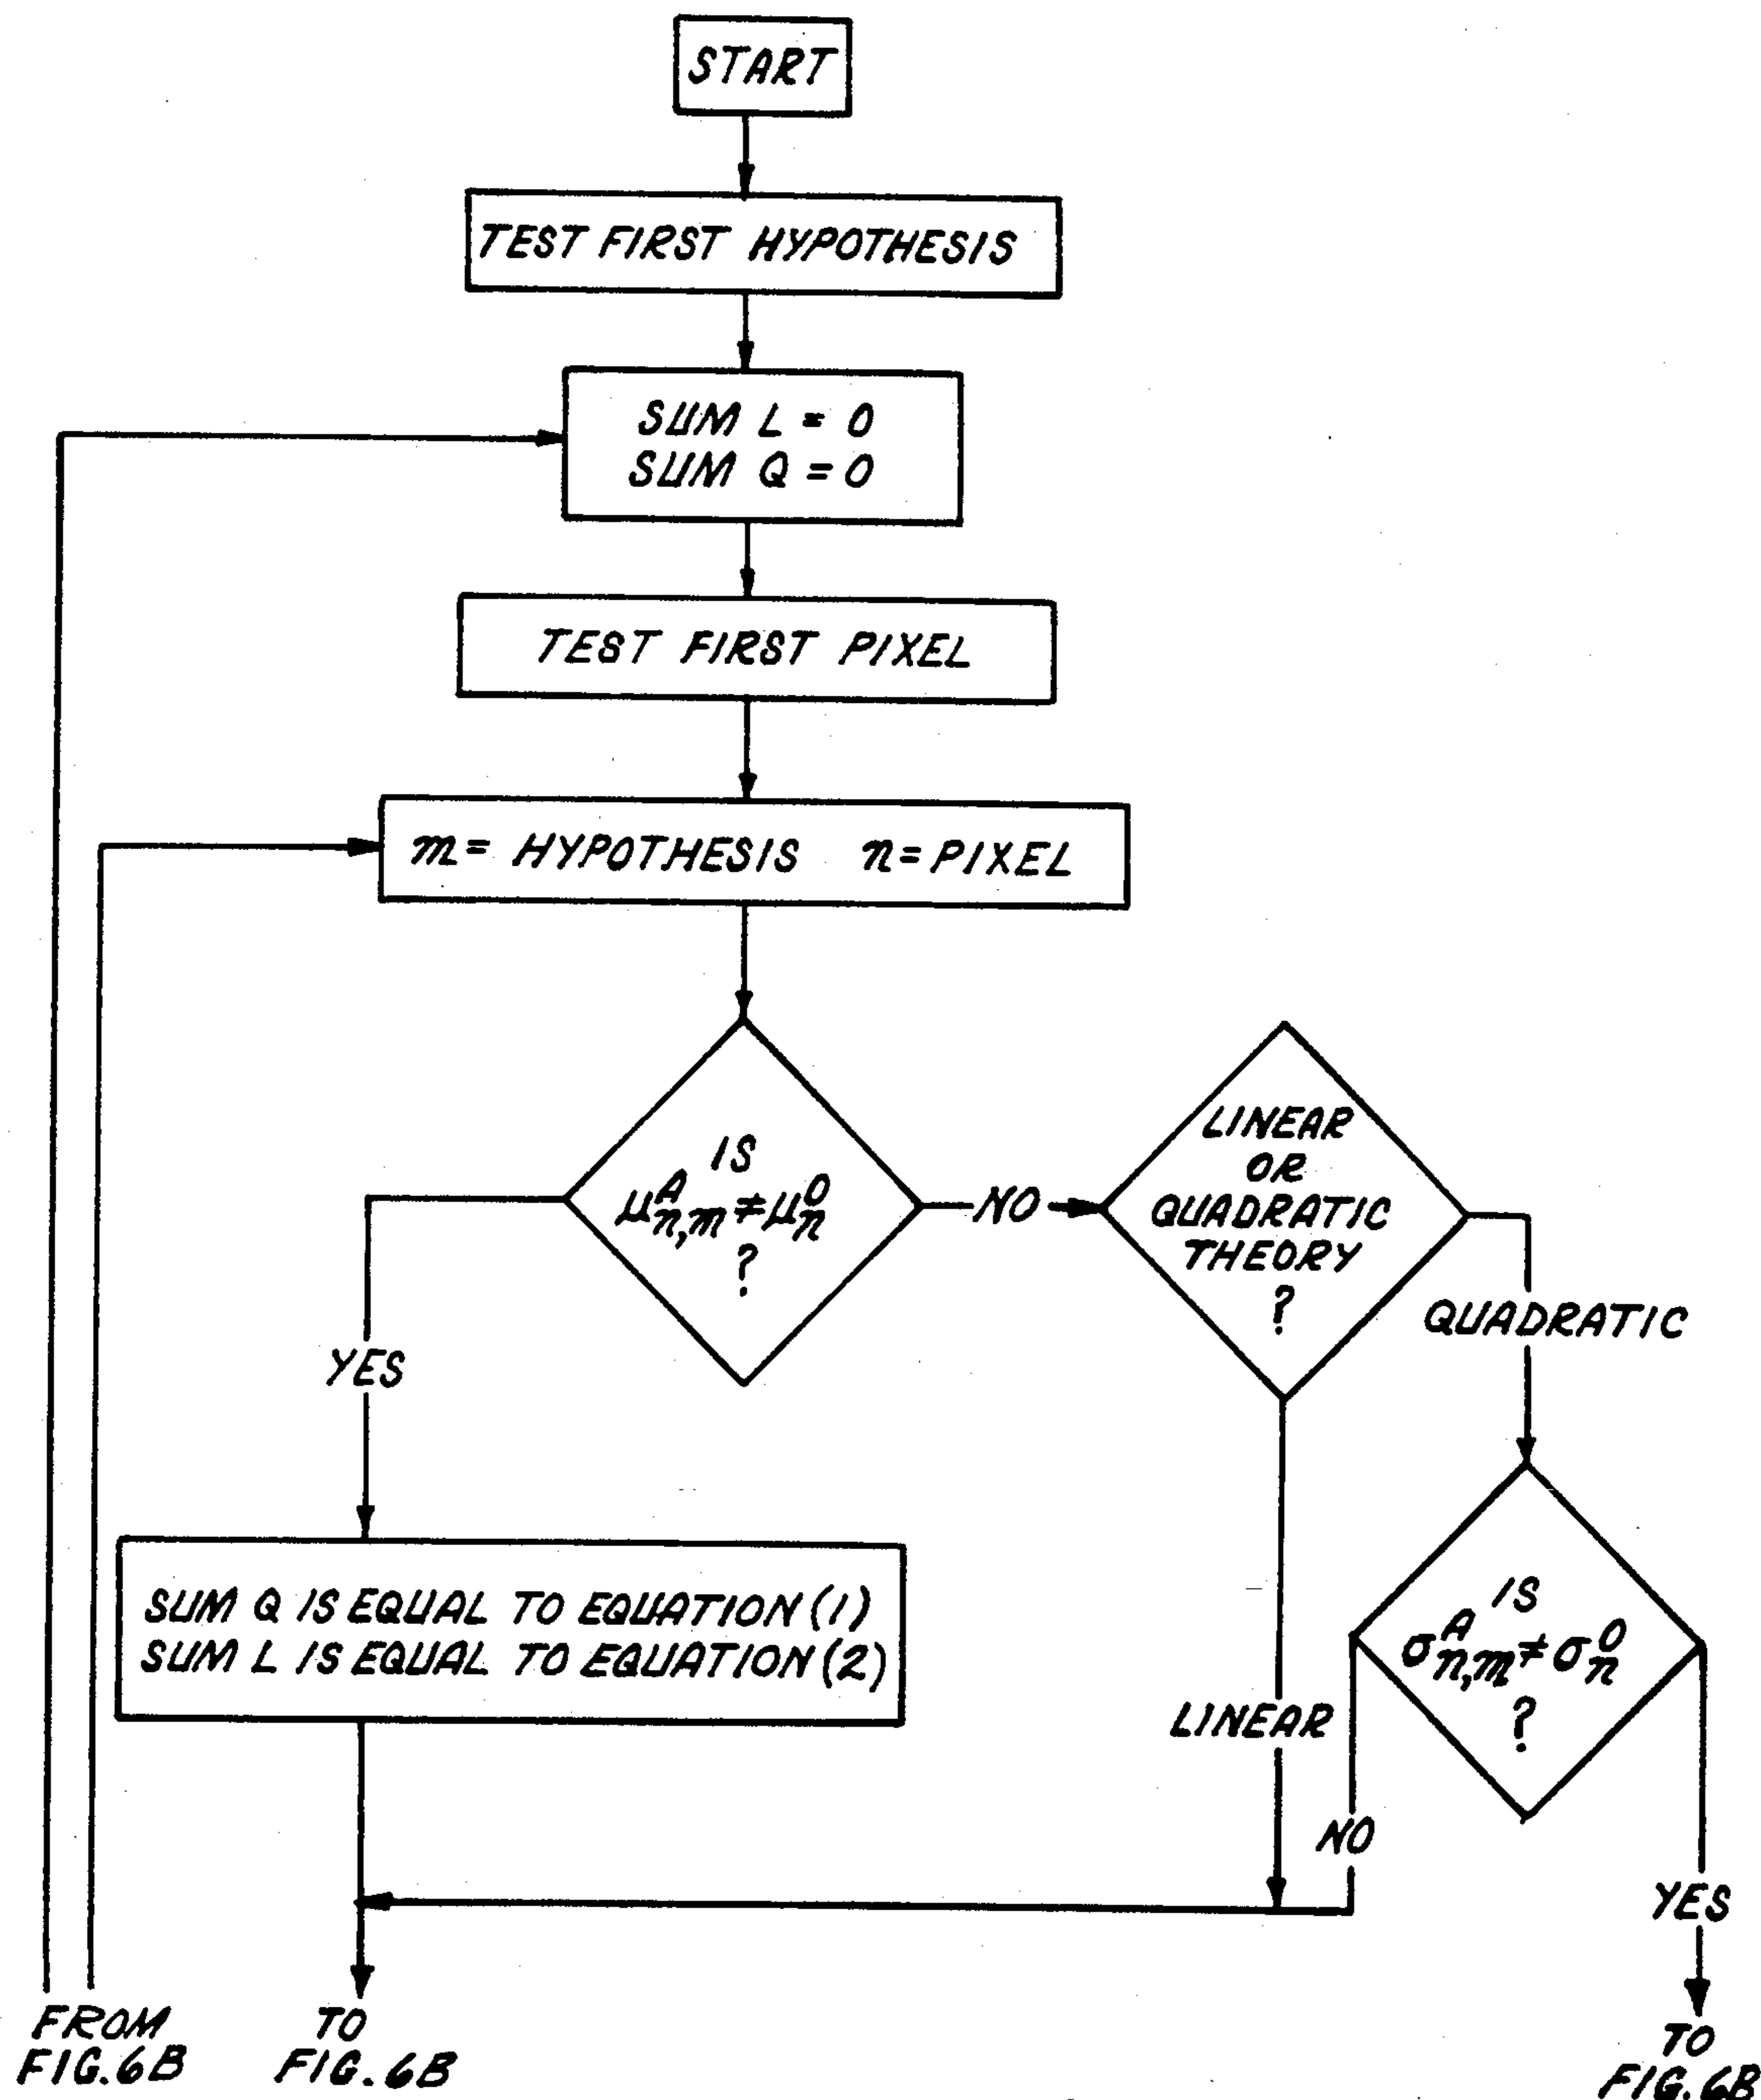 START
TEST FIRST HYPOTHESIS
SUM L = 0
SUM Q = 0
TEST FIRST PIXEL
m = HYPOTHESIS n = PIXEL
IS
μ^A_{n,m} ≠ μ^0_n
?
NO
LINEAR
OR
QUADRATIC
THEORY
?
QUADRATIC
YES
SUM Q IS EQUAL TO EQUATION (1)
SUM L IS EQUAL TO EQUATION (2)
IS
σ^A_{n,m} ≠ σ^0_n
?
LINEAR
NO
YES
FROM
FIG. 6B
TO
FIG. 6B
TO
FIG. 6B